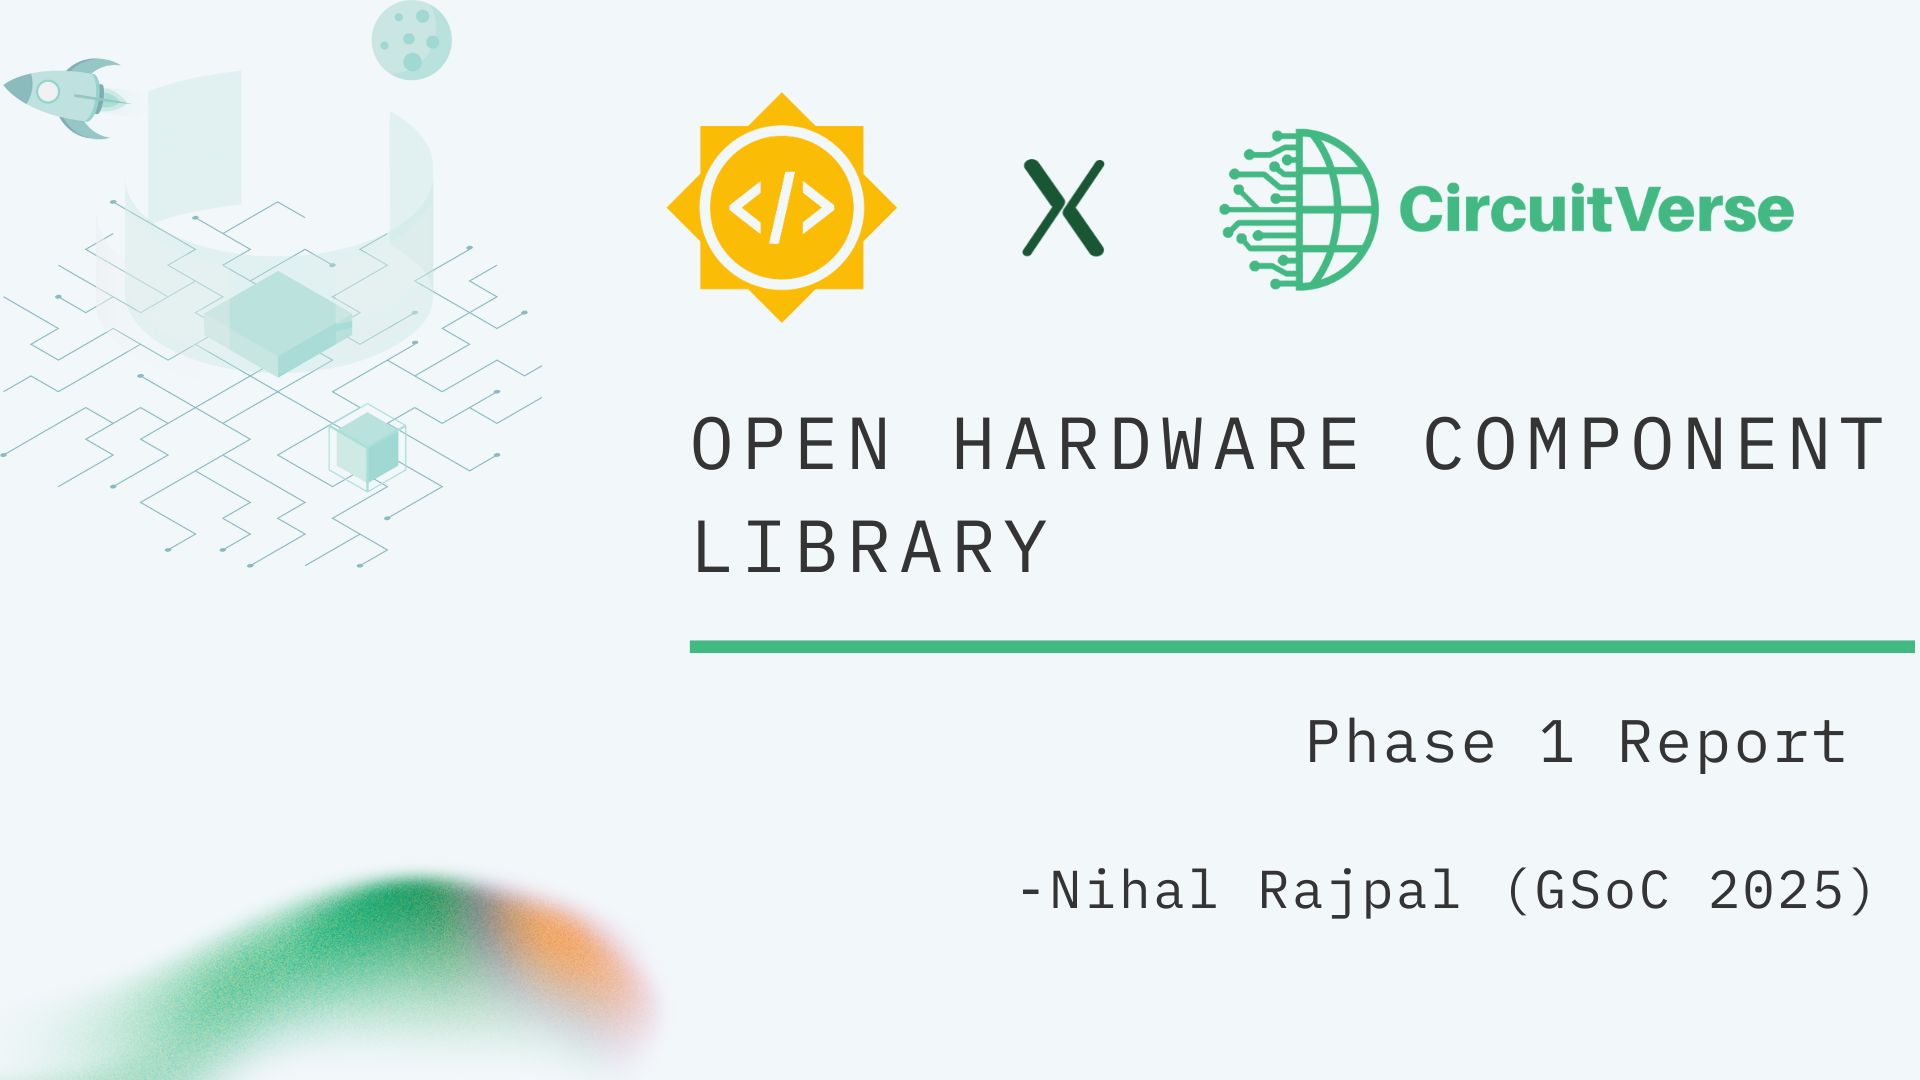 </>
X
CircuitVerse
OPEN HARDWARE COMPONENT
LIBRARY
Phase 1 Report
-Nihal Rajpal (GSoC 2025)